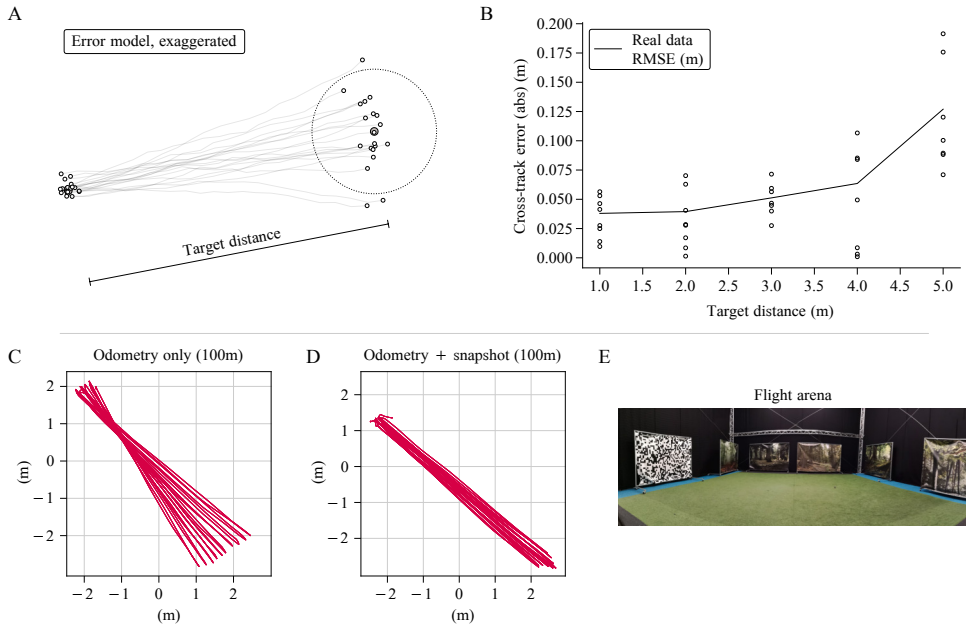 A
Error model, exaggerated
Target distance
B
Real data
RMSE (m)
Cross-track error (abs) (m)
0.200
0.175
0.150
0.125
0.100
0.075
0.050
0.025
0.000
1.0 1.5 2.0 2.5 3.0 3.5 4.0 4.5 5.0
Target distance (m)
C
Odometry only (100m)
(m)
2
1
0
−1
−2
−2 −1 0 1 2
(m)
D
Odometry + snapshot (100m)
(m)
2
1
0
−1
−2
−2 −1 0 1 2
(m)
E
Flight arena